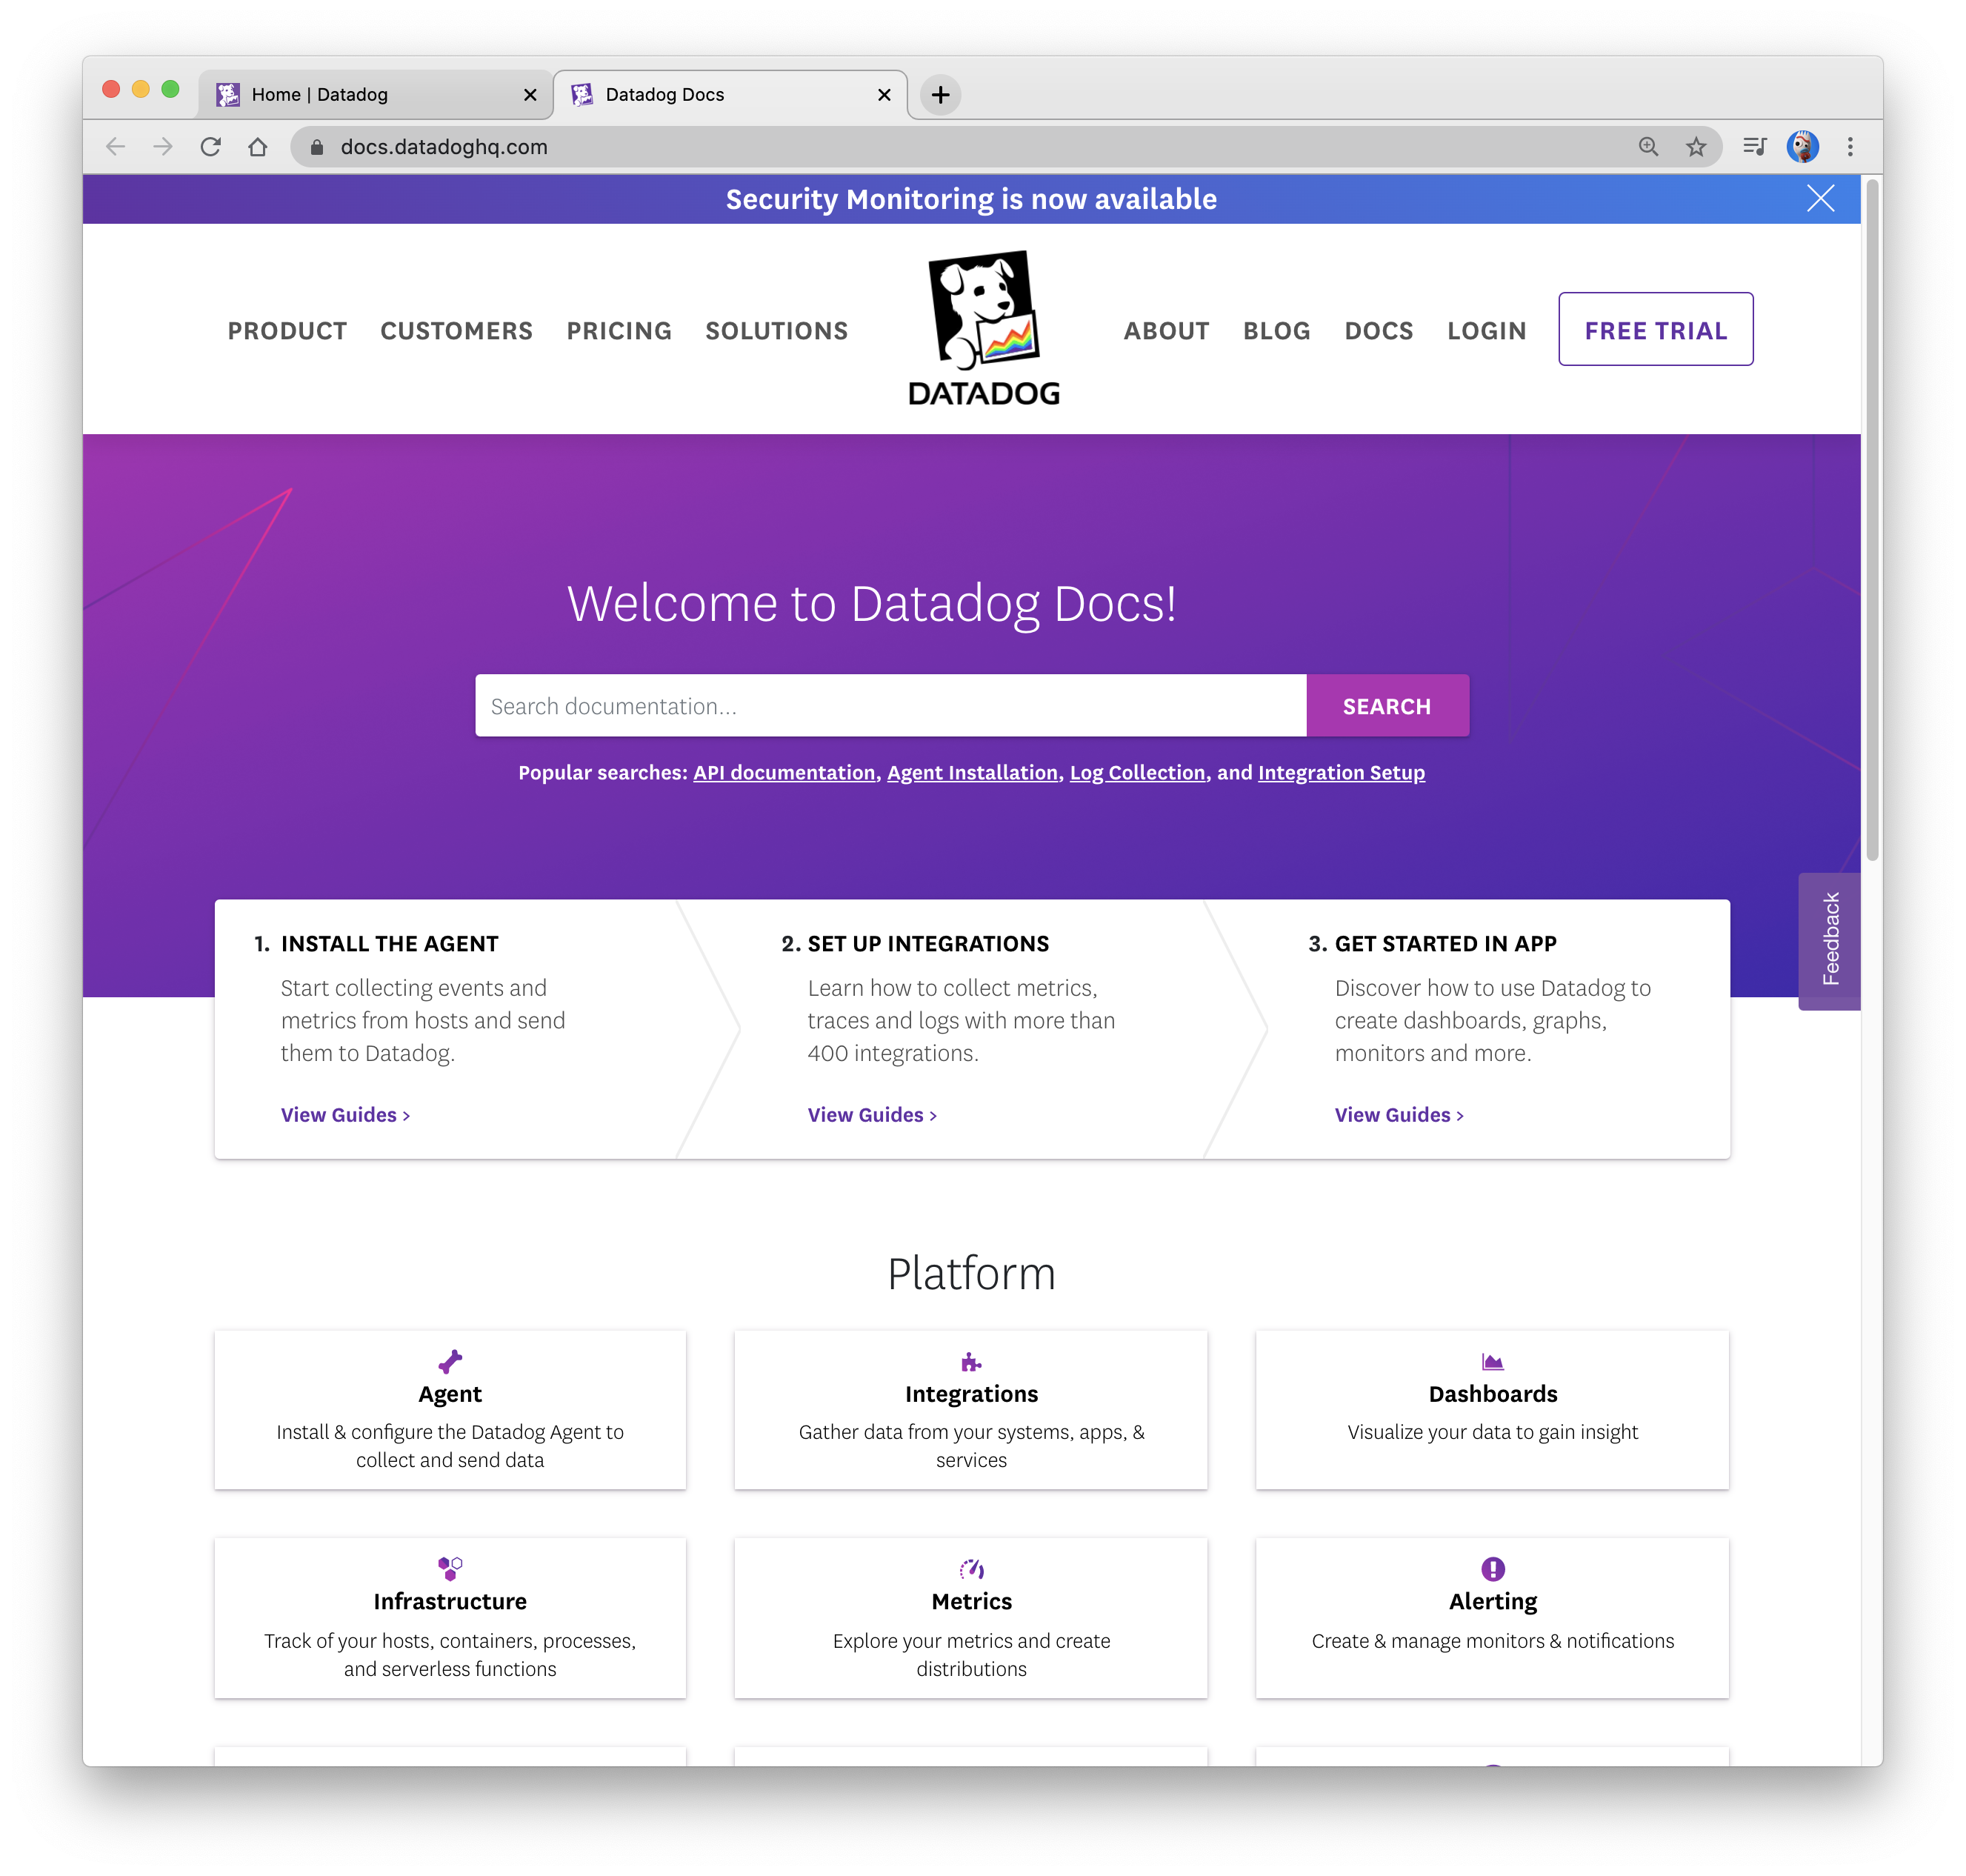 Home | Datadog
Datadog Docs
docs.datadoghq.com
Security Monitoring is now available
PRODUCT CUSTOMERS PRICING SOLUTIONS
DATADOG
ABOUT BLOG DOCS LOGIN FREE TRIAL
Welcome to Datadog Docs!
Search documentation...
SEARCH
Popular searches: API documentation, Agent Installation, Log Collection, and Integration Setup
Feedback
1. INSTALL THE AGENT
Start collecting events and
metrics from hosts and send
them to Datadog.
View Guides >
2. SET UP INTEGRATIONS
Learn how to collect metrics,
traces and logs with more than
400 integrations.
View Guides >
3. GET STARTED IN APP
Discover how to use Datadog to
create dashboards, graphs,
monitors and more.
View Guides >
Platform
Agent
Install & configure the Datadog Agent to
collect and send data
Integrations
Gather data from your systems, apps, &
services
Dashboards
Visualize your data to gain insight
Infrastructure
Track of your hosts, containers, processes,
and serverless functions
Metrics
Explore your metrics and create
distributions
Alerting
Create & manage monitors & notifications